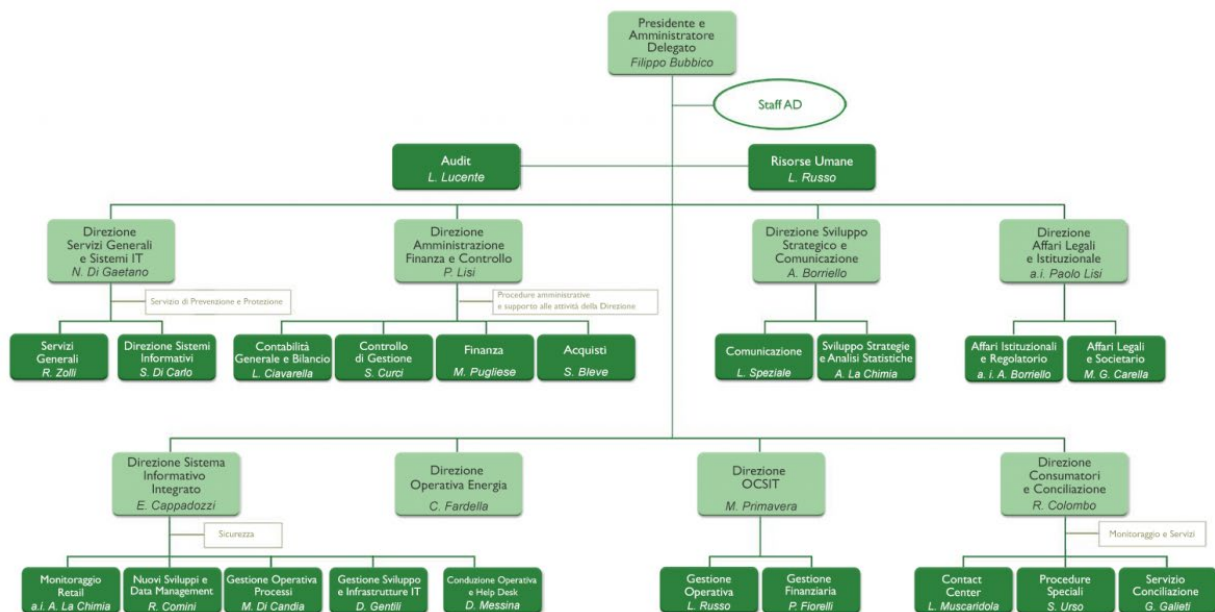 Presidente e
Amministratore
Delegato
Filippo Bubbico
Staff AD
Audit
L. Lucente
Risorse Umane
L. Russo
Direzione
Servizi Generali
e Sistemi IT
N. Di Gaetano
Direzione
Amministrazione
Finanza e Controllo
P. Lisi
Direzione Sviluppo
Strategico e
Comunicazione
A. Borriello
Direzione
Affari Legali
e Istituzionale
a.i. Paolo Lisi
Servizio di Prevenzione e Protezione
Procedure amministrative
e supporto alle attività della Direzione
Servizi
Generali
R. Zolli
Direzione Sistemi
Informativi
S. Di Carlo
Contabilità
Generale e Bilancio
L. Ciavarella
Controllo
di Gestione
S. Curci
Finanza
M. Pugliese
Acquisti
S. Bleve
Comunicazione
L. Speziale
Sviluppo Strategie
e Analisi Statistiche
A. La Chimia
Affari Istituzionali
e Regolatorio
a. i. A. Borriello
Affari Legali
e Societario
M. G. Carella
Direzione Sistema
Informativo
Integrato
E. Cappadozzi
Direzione
Operativa Energia
C. Fardella
Direzione
OCSIT
M. Primavera
Direzione
Consumatori
e Conciliazione
R. Colombo
Sicurezza
Monitoraggio e Servizi
Monitoraggio
Retail
a.i. A. La Chimia
Nuovi Sviluppi e
Data Management
R. Comini
Gestione Operativa
Processi
M. Di Candia
Gestione Sviluppo
e Infrastrutture IT
D. Gentili
Conduzione Operativa
e Help Desk
D. Messina
Gestione
Operativa
L. Russo
Gestione
Finanziaria
P. Fiorelli
Contact
Center
L. Muscaridola
Procedure
Speciali
S. Urso
Servizio
Conciliazione
S. Galieti